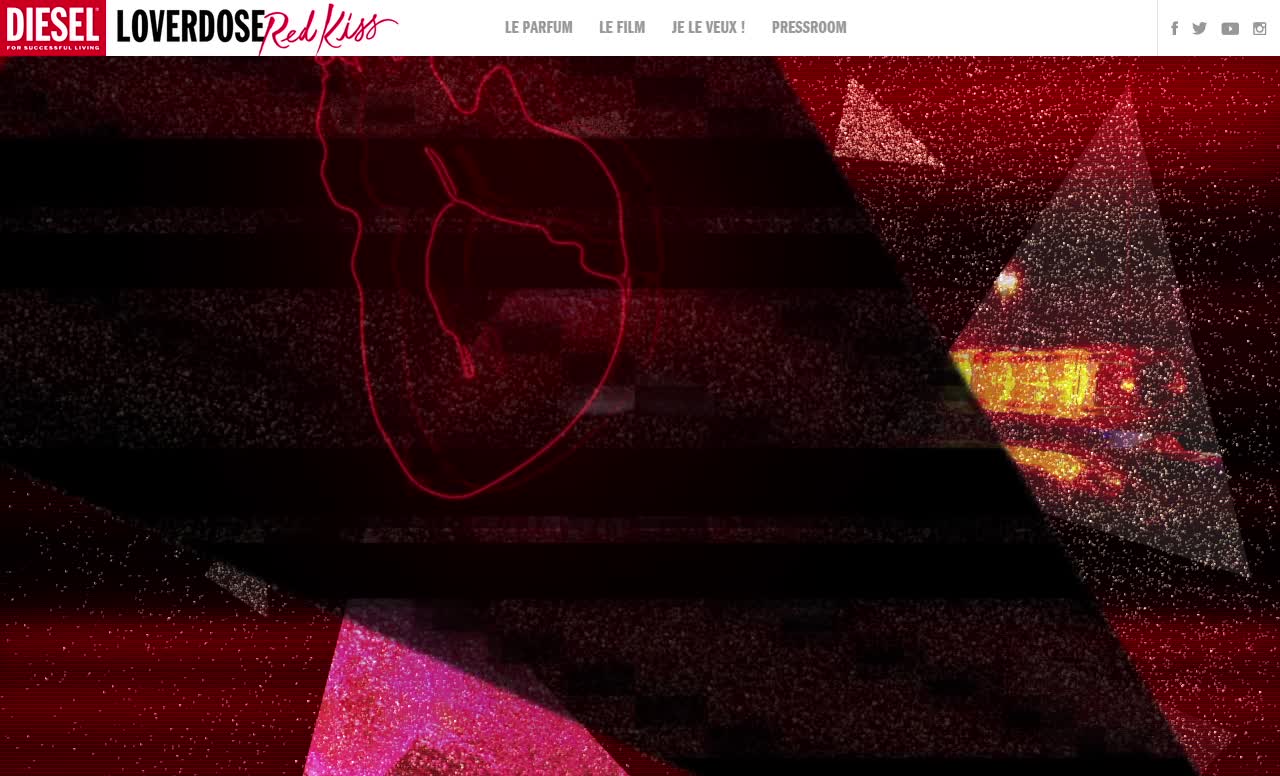 DIESEL
FOR SUCCESSFUL LIVING
LOVERDOSE Red Kiss
LE PARFUM LE FILM JE LE VEUX ! PRESSROOM